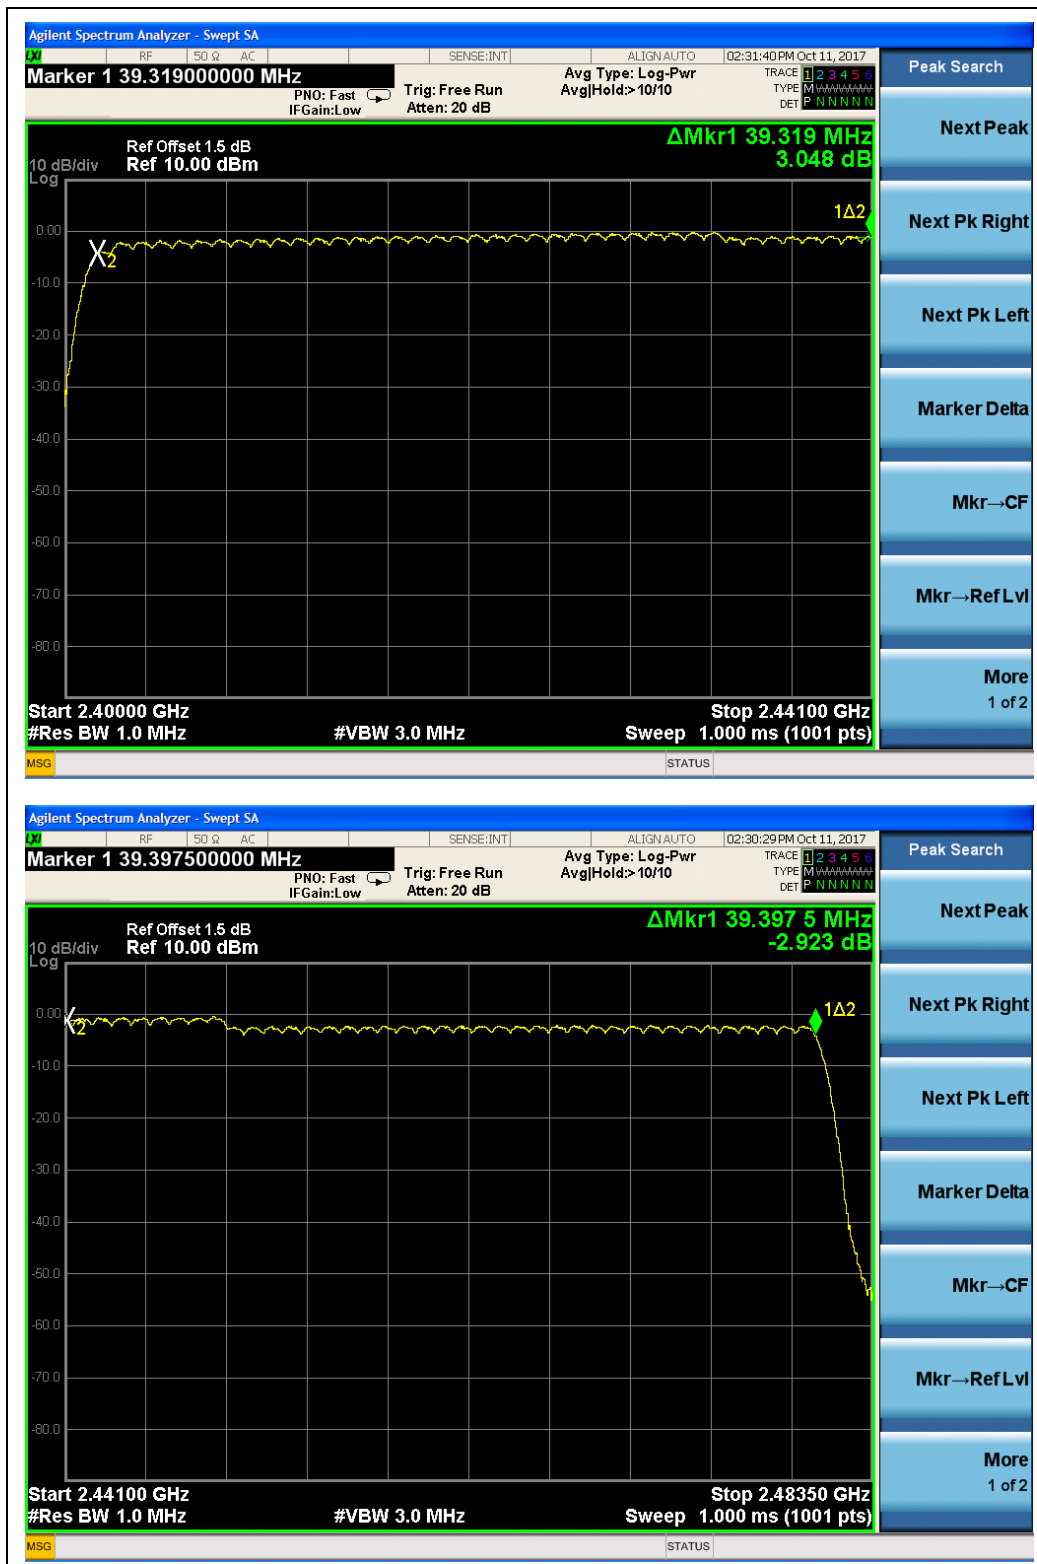 Agilent Spectrum Analyzer - Swept SA
LXI RF 50 Ω AC SENSE:INT ALIGN AUTO 02:31:40 PM Oct 11, 2017
Marker 1 39.319000000 MHz
PNO: Fast
IFGain:Low
Trig: Free Run
Atten: 20 dB
Avg Type: Log-Pwr
Avg|Hold:>10/10
TRACE 1 2 3 4 5 6
TYPE M
DET P N N N N N
Peak Search
ΔMkr1 39.319 MHz
3.048 dB
Ref Offset 1.5 dB
10 dB/div Ref 10.00 dBm
Log
1Δ2
2
0.00
-10.0
-20.0
-30.0
-40.0
-50.0
-60.0
-70.0
-80.0
Start 2.40000 GHz Stop 2.44100 GHz
#Res BW 1.0 MHz #VBW 3.0 MHz Sweep 1.000 ms (1001 pts)
MSG STATUS
Next Peak
Next Pk Right
Next Pk Left
Marker Delta
Mkr→CF
Mkr→Ref Lvl
More
1 of 2
Agilent Spectrum Analyzer - Swept SA
LXI RF 50 Ω AC SENSE:INT ALIGN AUTO 02:30:29 PM Oct 11, 2017
Marker 1 39.397500000 MHz
PNO: Fast
IFGain:Low
Trig: Free Run
Atten: 20 dB
Avg Type: Log-Pwr
Avg|Hold:>10/10
TRACE 1 2 3 4 5 6
TYPE M
DET P N N N N N
Peak Search
ΔMkr1 39.397 5 MHz
-2.923 dB
Ref Offset 1.5 dB
10 dB/div Ref 10.00 dBm
Log
1Δ2
2
0.00
-10.0
-20.0
-30.0
-40.0
-50.0
-60.0
-70.0
-80.0
Start 2.44100 GHz Stop 2.48350 GHz
#Res BW 1.0 MHz #VBW 3.0 MHz Sweep 1.000 ms (1001 pts)
MSG STATUS
Next Peak
Next Pk Right
Next Pk Left
Marker Delta
Mkr→CF
Mkr→Ref Lvl
More
1 of 2